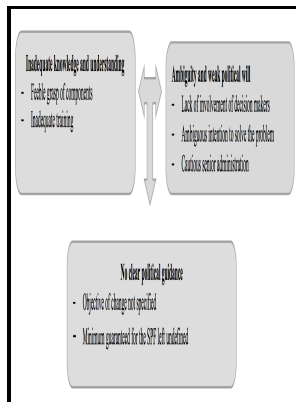 Inadequate knowledge and understanding
- Feeble grasp of components
- Inadequate training
Ambiguity and weak political will
- Lack of involvement of decision makers
- Ambiguous intention to solve the problem
- Cautious senior administration
No clear political guidance
- Objective of change not specified
- Minimum guaranteed for the SPF left undefined